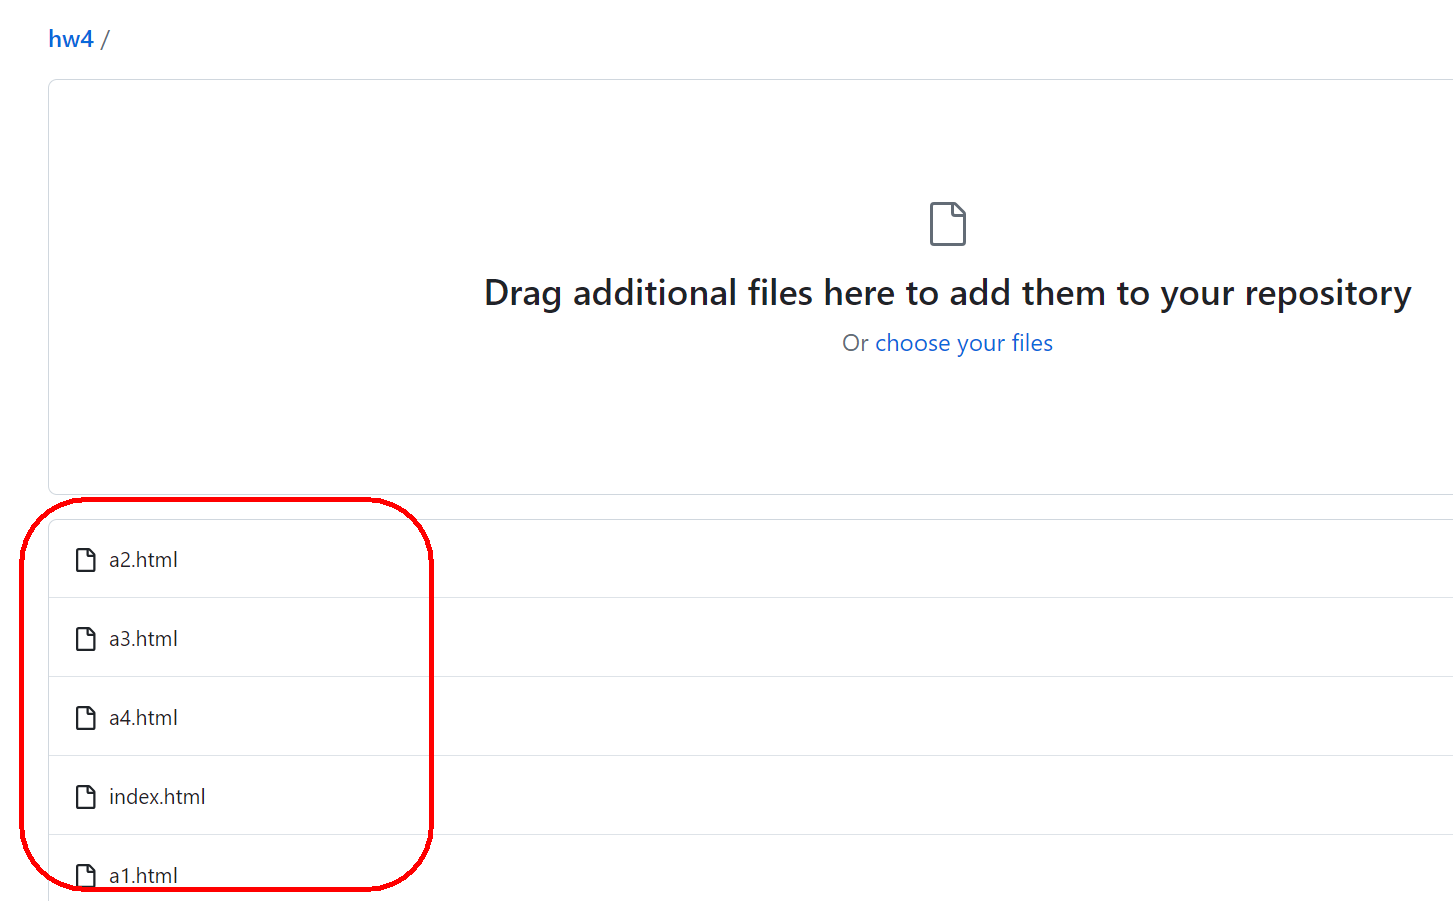 hw4 /
Drag additional files here to add them to your repository
Or choose your files
a2.html
a3.html
a4.html
index.html
a1.html